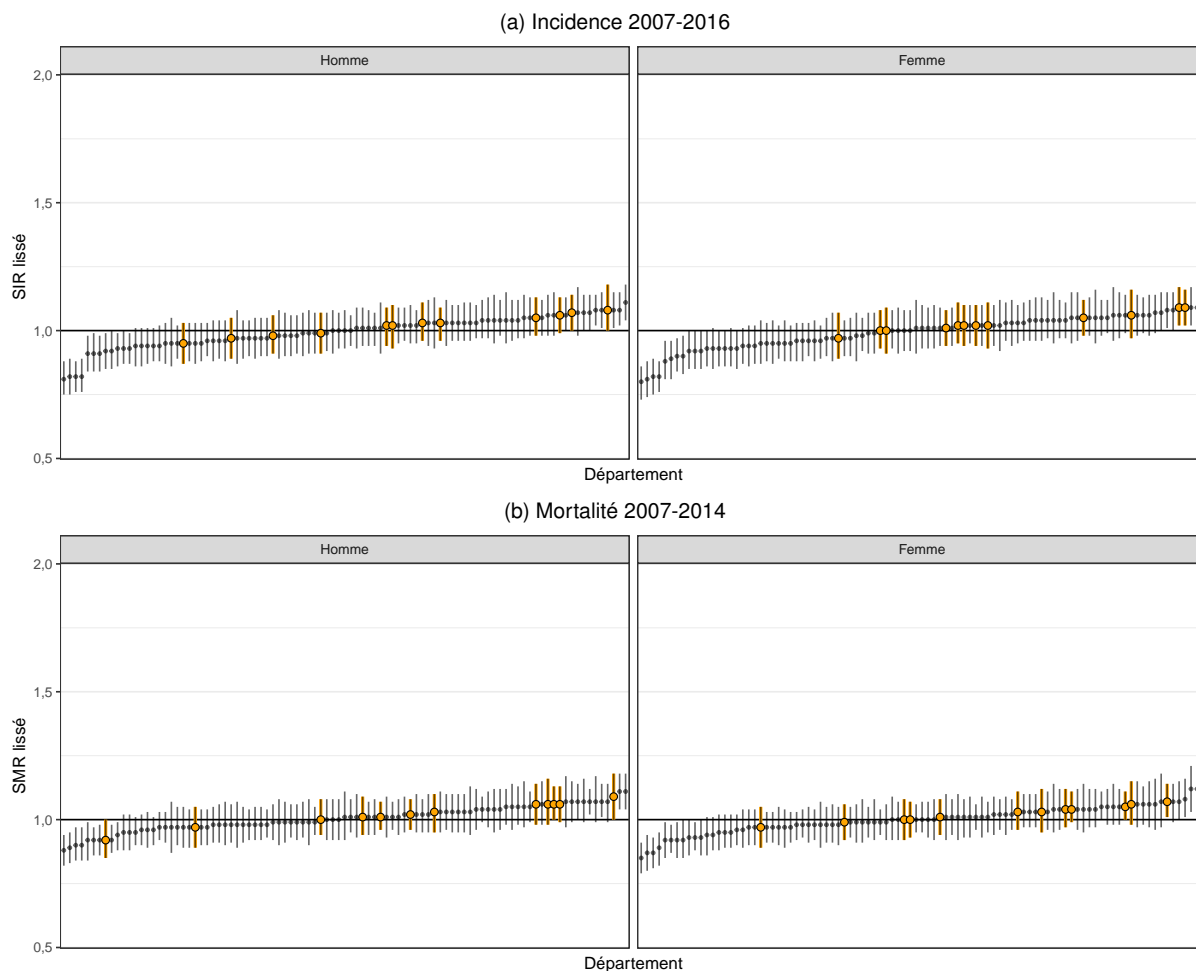 (a) Incidence 2007-2016
Homme
Femme
2,0
1,5
1,0
0,5
SIR lissé
Département
(b) Mortalité 2007-2014
Homme
Femme
2,0
1,5
1,0
0,5
SMR lissé
Département